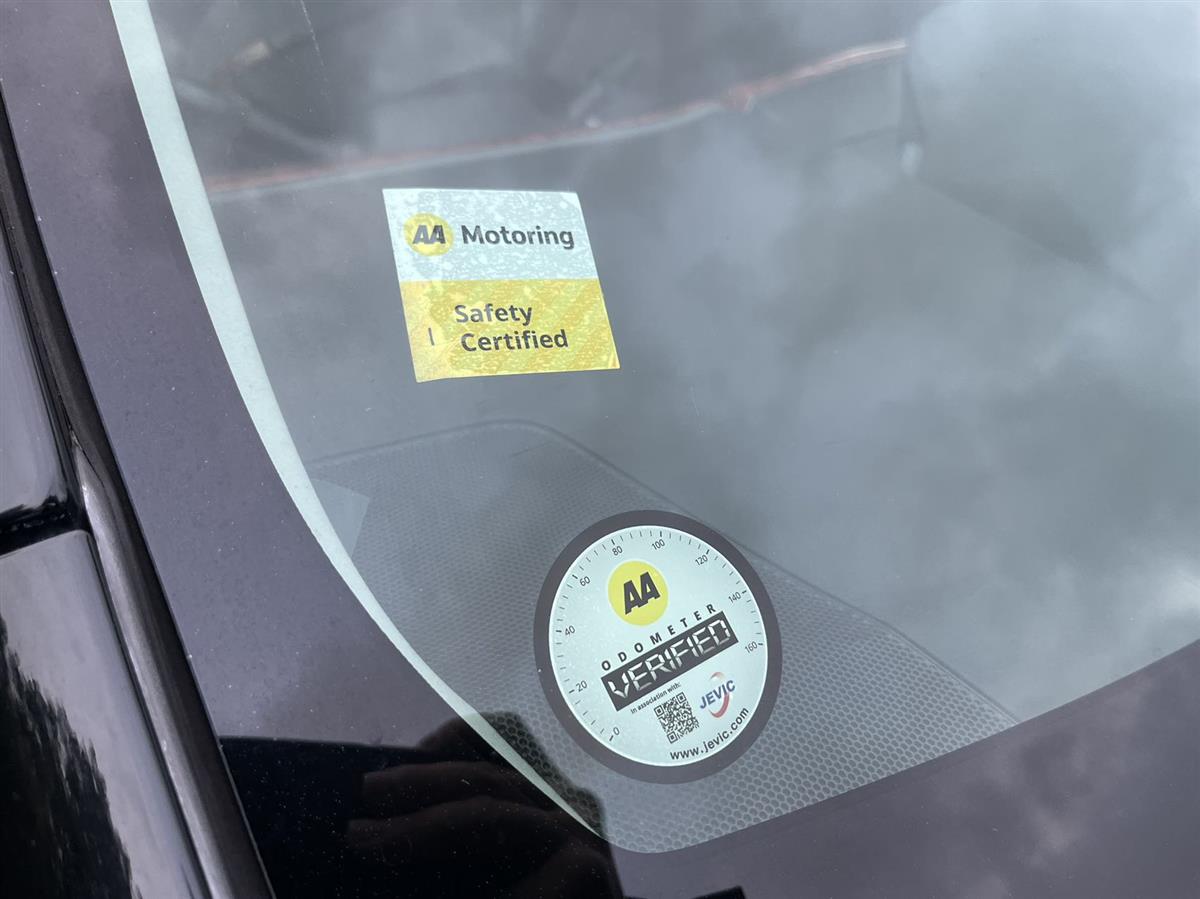 AA Motoring
Safety
Certified
0
20
40
60
80
100
120
140
160
AA
ODOMETER
VERIFIED
In association with:
JEVIC
www.jevic.com